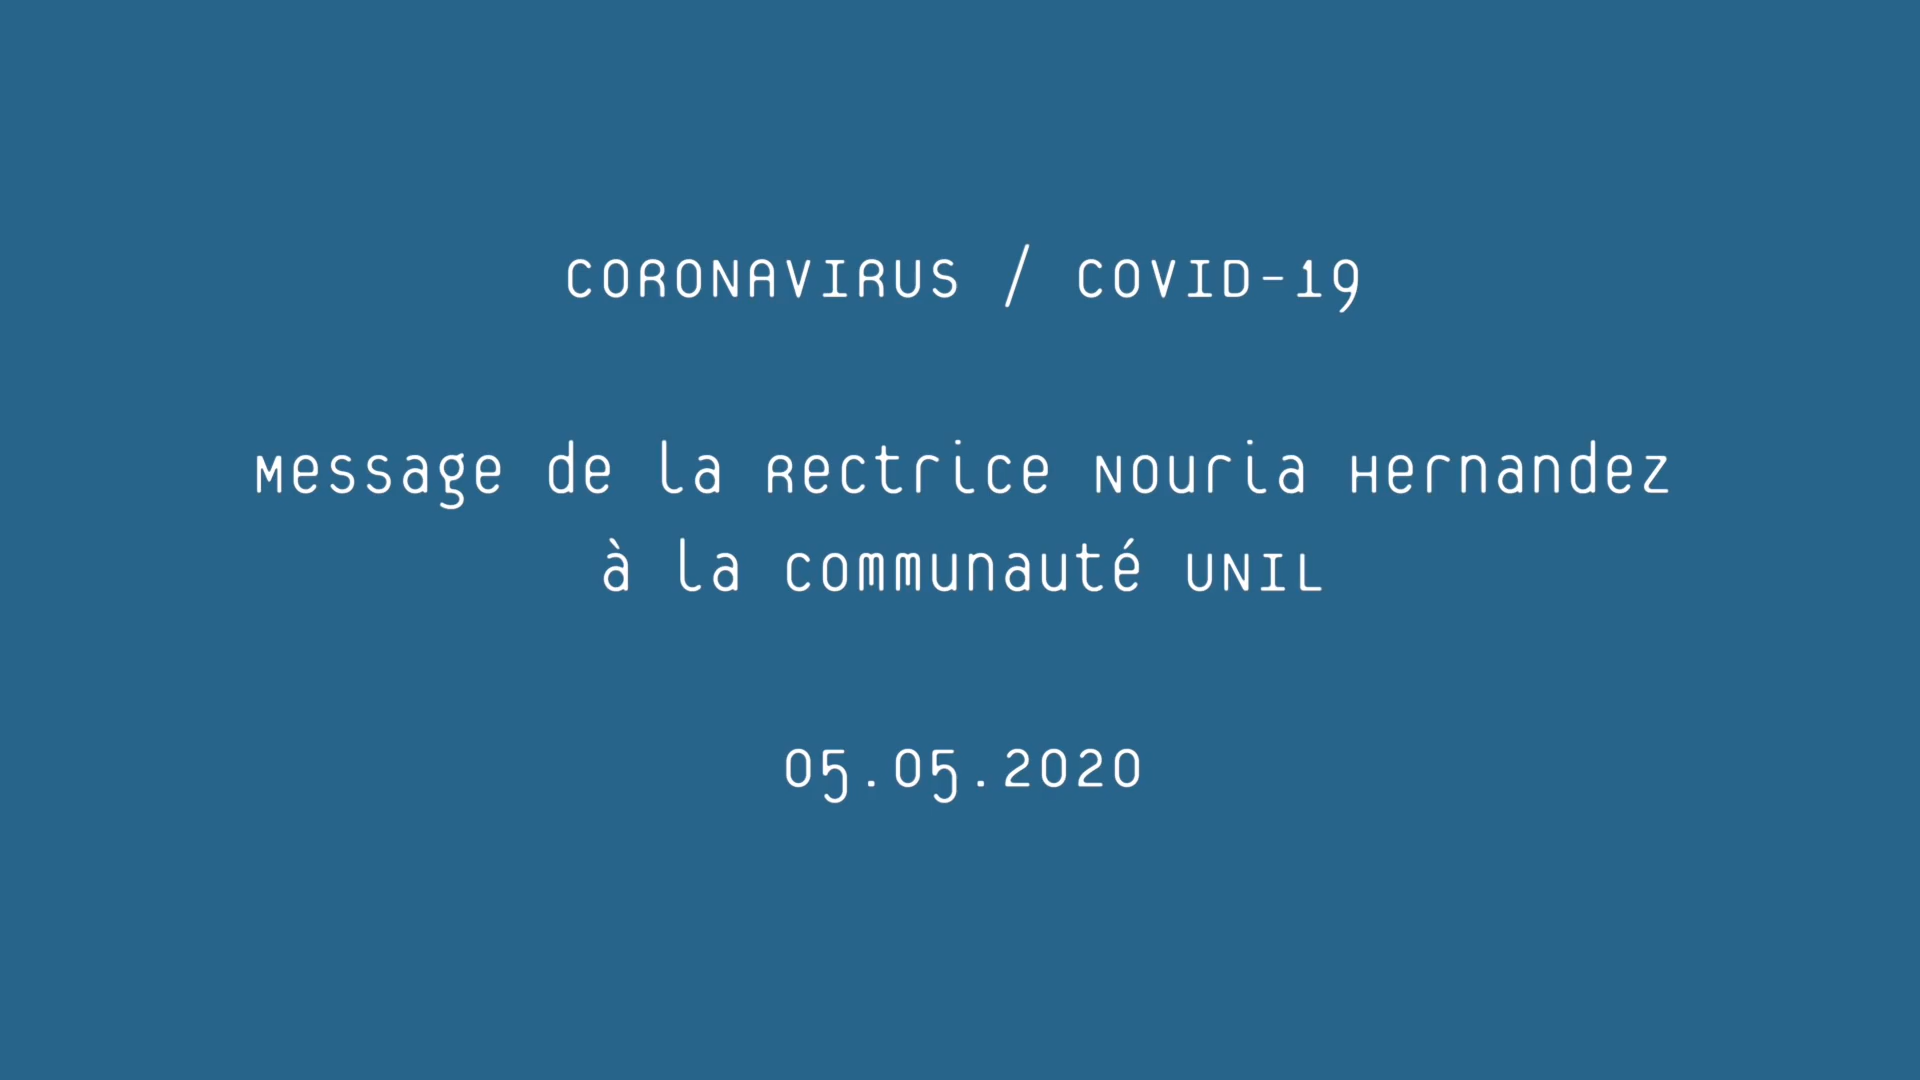 CORONAVIRUS / COVID-19
Message de la Rectrice Nouria Hernandez
à la communauté UNIL
05.05.2020